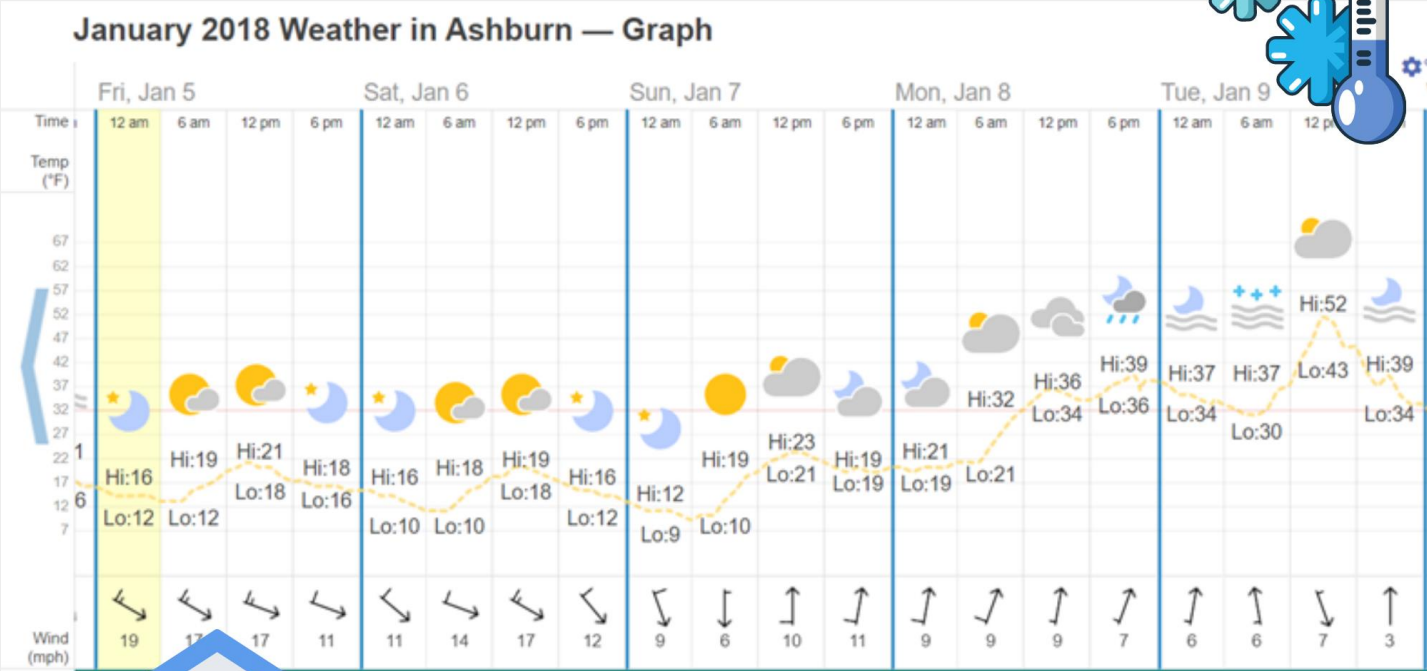 January 2018 Weather in Ashburn — Graph
Fri, Jan 5 Sat, Jan 6 Sun, Jan 7 Mon, Jan 8 Tue, Jan 9
Time 12 am 6 am 12 pm 6 pm 12 am 6 am 12 pm 6 pm 12 am 6 am 12 pm 6 pm 12 am 6 am 12 pm 6 pm 12 am 6 am
Temp
(°F)
67
62
57
52
47
42
37
32
27
22
17
12
7
1
6
Hi:16 Hi:19 Hi:21 Hi:18 Hi:16 Hi:18 Hi:19 Hi:16 Hi:12 Hi:19 Hi:23 Hi:19 Hi:21 Hi:32 Hi:36 Hi:39 Hi:37 Hi:37 Hi:52 Hi:39
Lo:12 Lo:12 Lo:18 Lo:16 Lo:10 Lo:10 Lo:18 Lo:12 Lo:9 Lo:10 Lo:21 Lo:19 Lo:19 Lo:21 Lo:34 Lo:36 Lo:34 Lo:30 Lo:43 Lo:34
Wind
(mph)
19 17 17 11 11 14 17 12 9 6 10 11 9 9 9 7 6 6 7 3